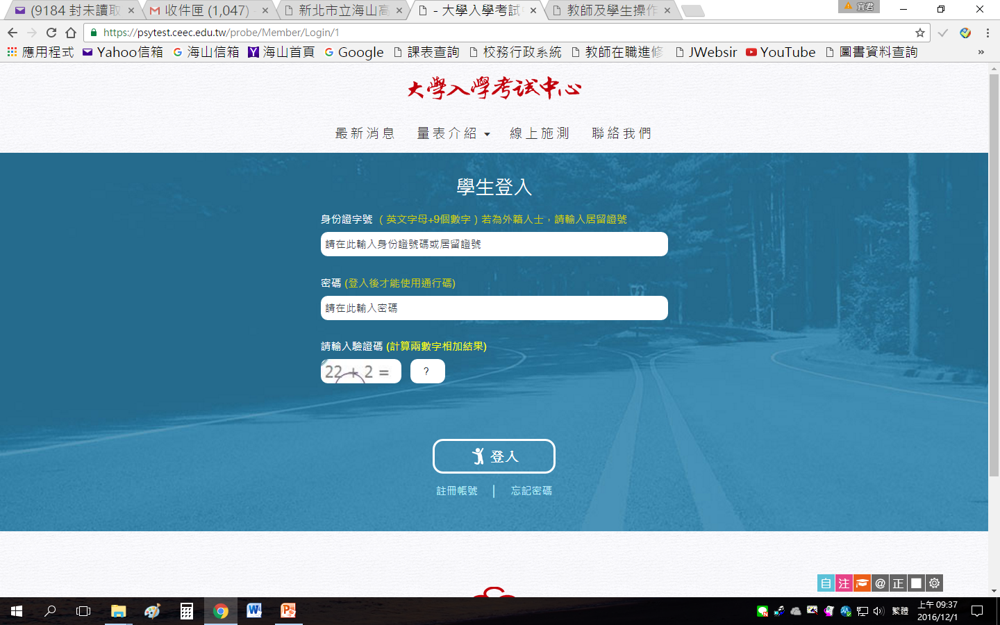 (9184 封未讀取
收件匣 (1,047)
新北市立海山高
- 大學入學考試
教師及學生操作
宜君
https://psytest.ceec.edu.tw/probe/Member/Login/1
應用程式 Yahoo信箱 海山信箱 海山首頁 Google 課表查詢 校務行政系統 教師在職進修 JWebsir YouTube 圖書資料查詢 »
大學入學考試中心
最新消息 量表介紹 線上施測 聯絡我們
學生登入
身份證字號 （英文字母+9個數字）若為外籍人士，請輸入居留證號
請在此輸入身份證號碼或居留證號
密碼 (登入後才能使用通行碼)
請在此輸入密碼
請輸入驗證碼 (計算兩數字相加結果)
22 + 2 = ?
登入
註冊帳號 | 忘記密碼
自 注 @ 正
繁體
上午 09:37
2016/12/1